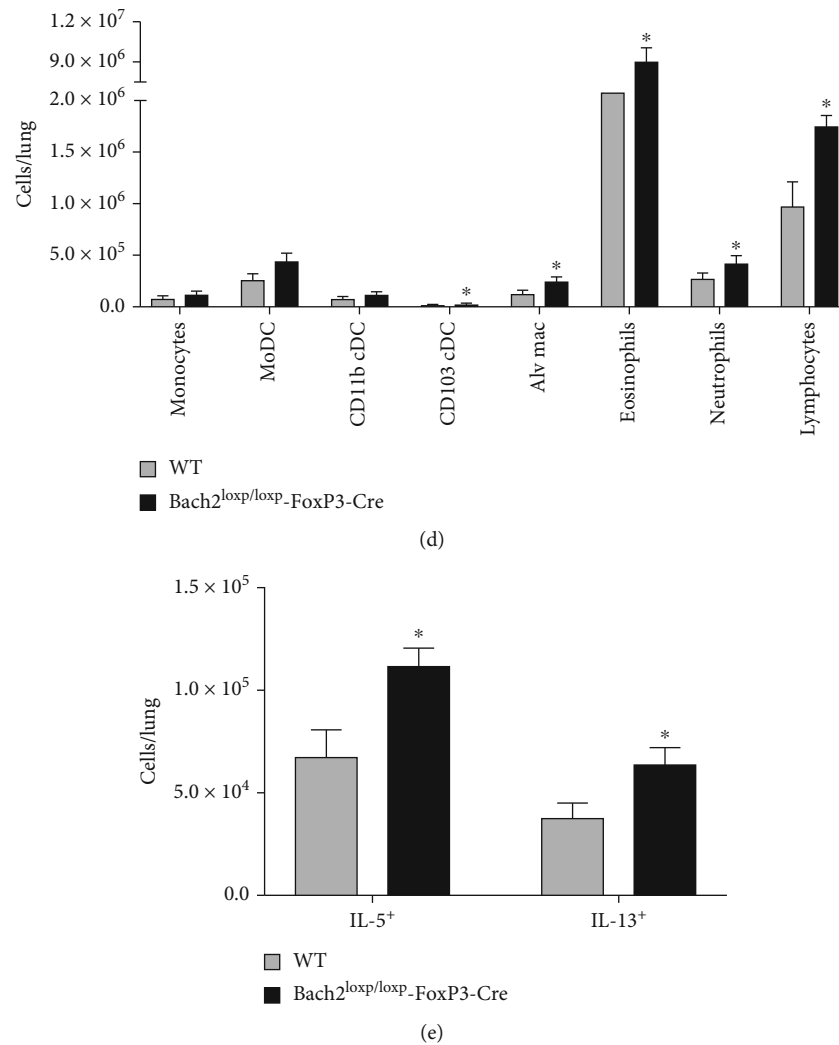 1.2 × 10⁷
9.0 × 10⁶
6.0 × 10⁶
2.0 × 10⁶
1.5 × 10⁶
1.0 × 10⁶
5.0 × 10⁵
0.0
Cells/lung
* * * * *
Monocytes
MoDC
CD11b cDC
CD103 cDC
Alv mac
Eosinophils
Neutrophils
Lymphocytes
WT
Bach2ˡᵒˣᵖ/ˡᵒˣᵖ-FoxP3-Cre
(d)
1.5 × 10⁵
1.0 × 10⁵
5.0 × 10⁴
0.0
Cells/lung
* *
IL-5⁺ IL-13⁺
WT
Bach2ˡᵒˣᵖ/ˡᵒˣᵖ-FoxP3-Cre
(e)